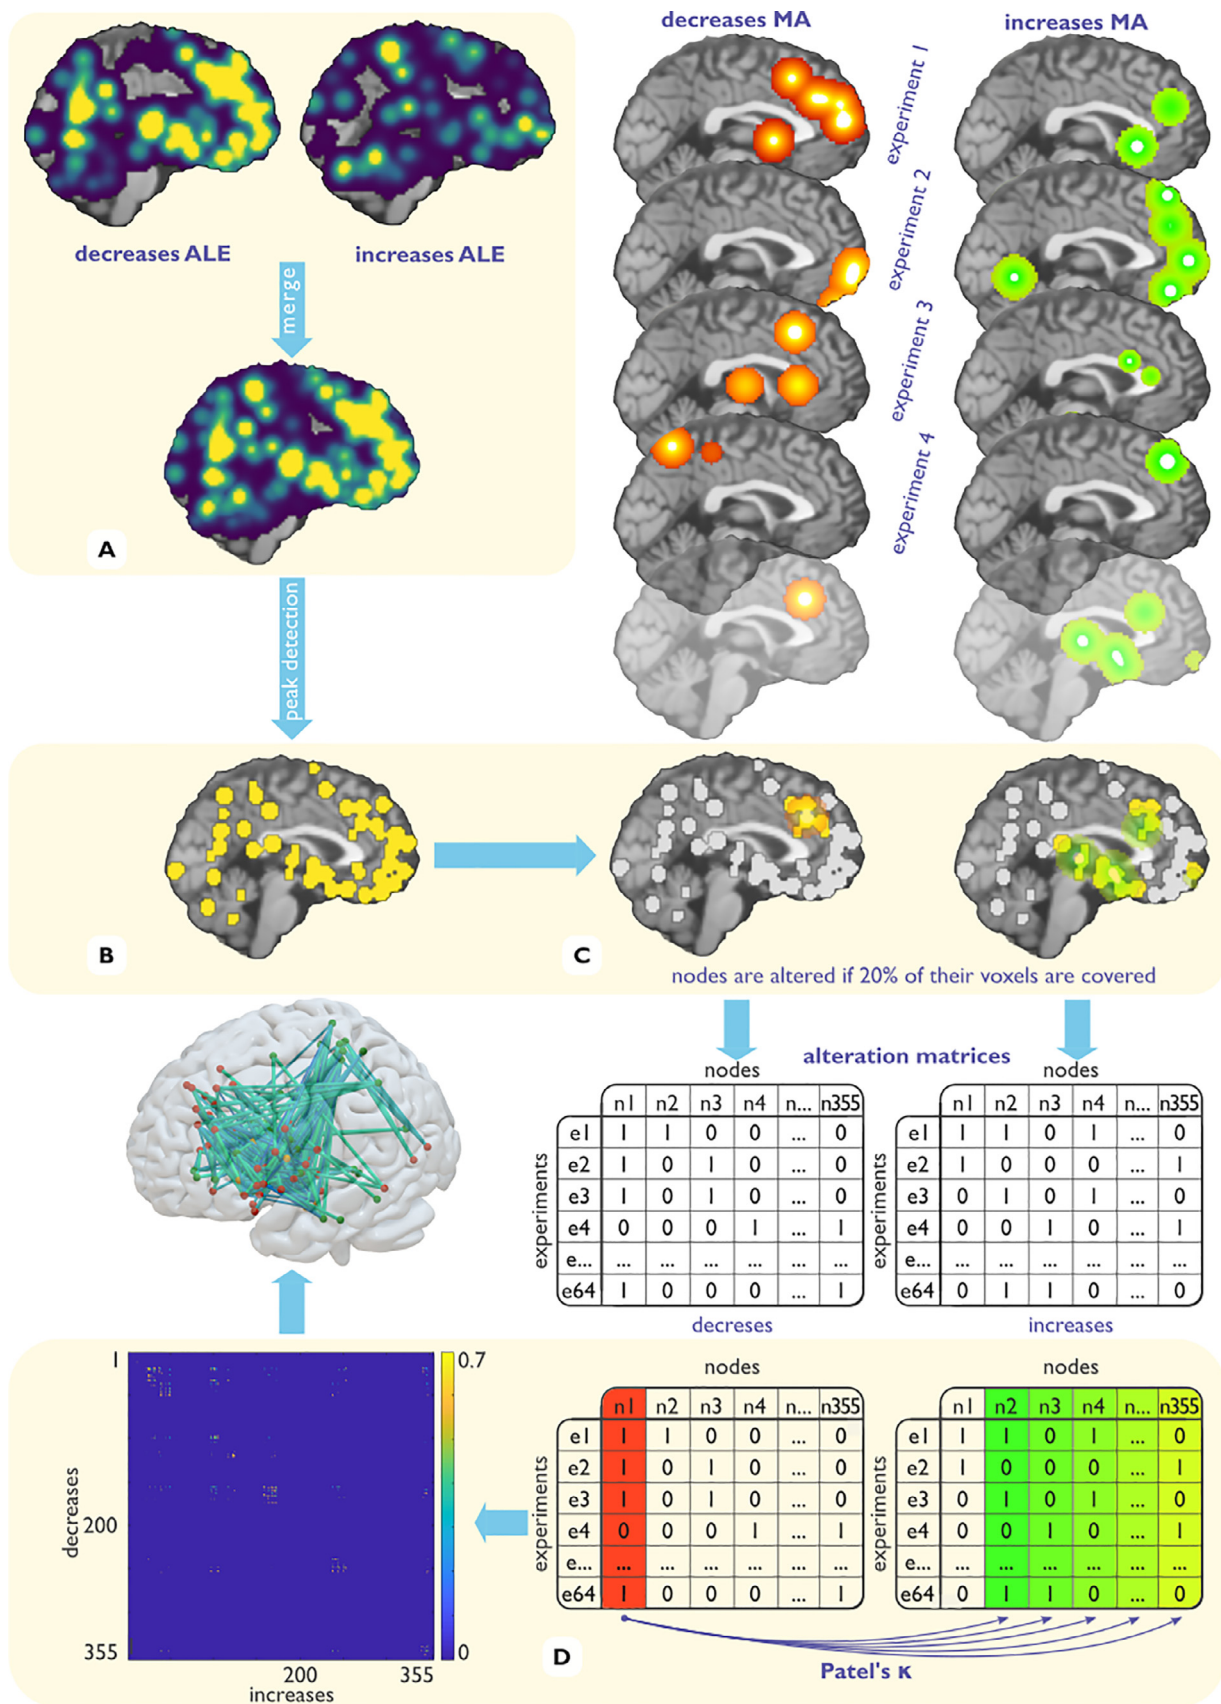 decreases MA
increases MA
experiment 1
experiment 2
experiment 3
experiment 4
decreases ALE
increases ALE
merge
A
peak detection
B
C
nodes are altered if 20% of their voxels are covered
alteration matrices
nodes
nodes
n1 n2 n3 n4 n... n355
e1 1 1 0 0 ... 0
e2 1 0 1 0 ... 0
e3 1 0 1 0 ... 0
e4 0 0 0 1 ... 1
e... ... ... ... ... ... ...
e64 1 0 0 0 ... 1
experiments
decreses
n1 n2 n3 n4 n... n355
e1 1 1 0 1 ... 0
e2 1 0 0 0 ... 1
e3 0 1 0 1 ... 0
e4 0 0 1 0 ... 1
e... ... ... ... ... ... ...
e64 0 1 1 0 ... 0
experiments
increases
1
200
355
decreases
200 355
increases
0.7
0
nodes
nodes
n1 n2 n3 n4 n... n355
e1 1 1 0 0 ... 0
e2 1 0 1 0 ... 0
e3 1 0 1 0 ... 0
e4 0 0 0 1 ... 1
e... ... ... ... ... ... ...
e64 1 0 0 0 ... 1
experiments
n1 n2 n3 n4 n... n355
e1 1 1 0 1 ... 0
e2 1 0 0 0 ... 1
e3 0 1 0 1 ... 0
e4 0 0 1 0 ... 1
e... ... ... ... ... ... ...
e64 0 1 1 0 ... 0
experiments
D
Patel's κ